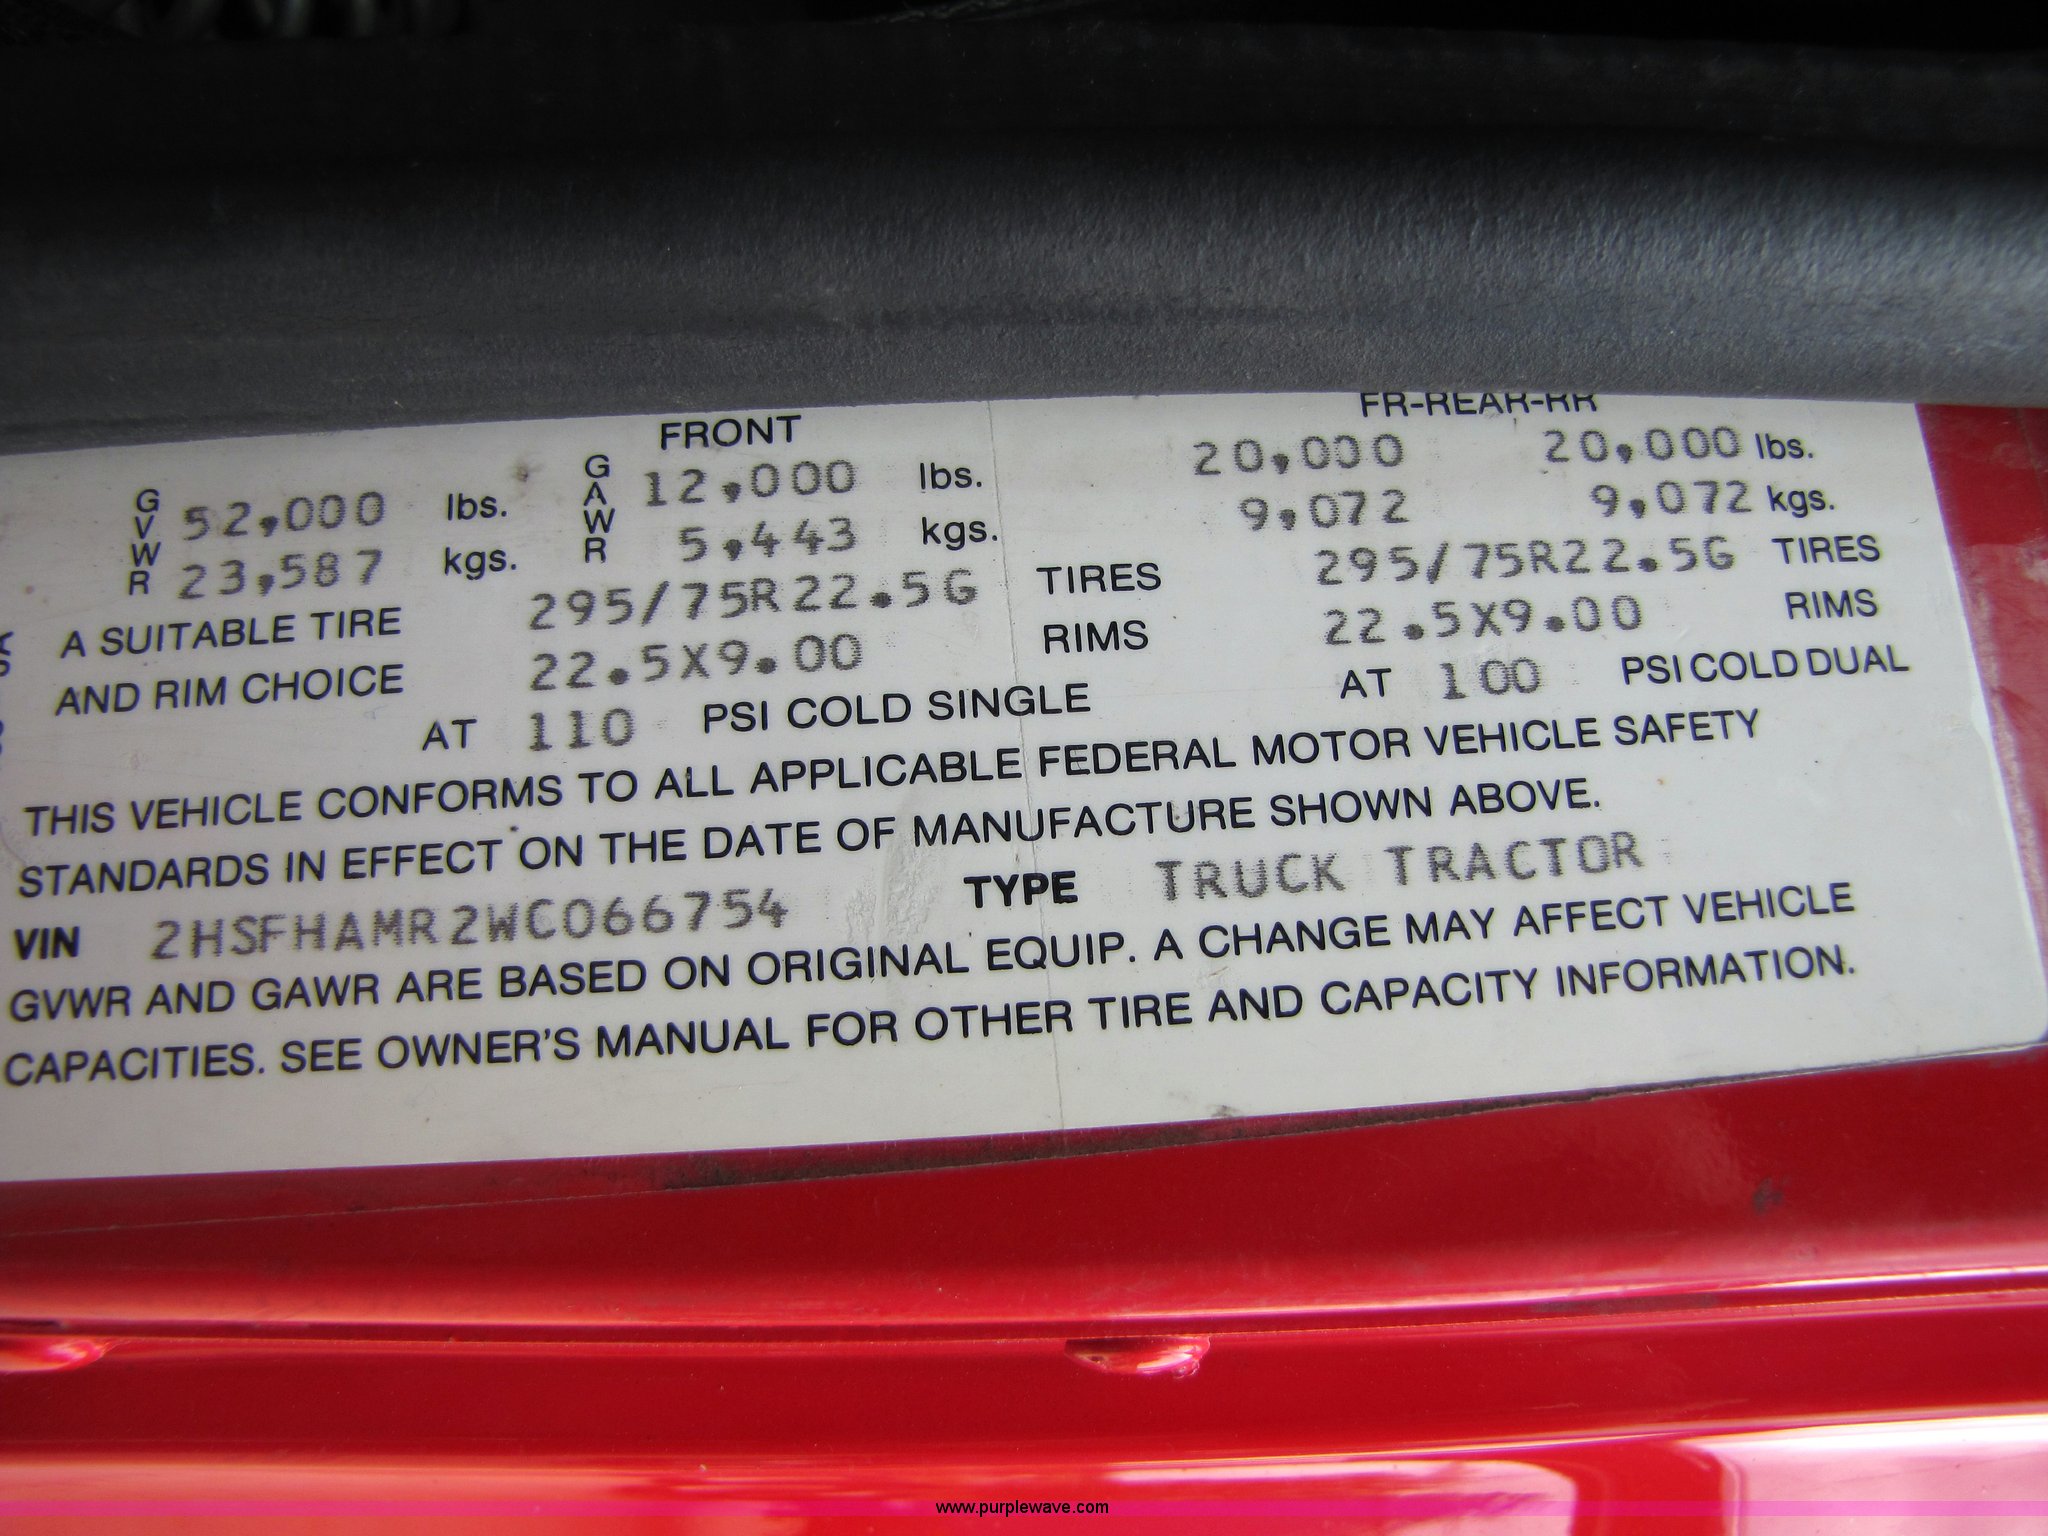 FRONT FR-REAR-RR
GVWR 52,000 lbs. GAWR 12,000 lbs. 20,000 20,000 lbs.
23,587 kgs. 5,443 kgs. 9,072 9,072 kgs.
A SUITABLE TIRE 295/75R22.5G TIRES 295/75R22.5G TIRES
AND RIM CHOICE 22.5X9.00 RIMS 22.5X9.00 RIMS
AT 110 PSI COLD SINGLE AT 100 PSI COLD DUAL
THIS VEHICLE CONFORMS TO ALL APPLICABLE FEDERAL MOTOR VEHICLE SAFETY
STANDARDS IN EFFECT ON THE DATE OF MANUFACTURE SHOWN ABOVE.
VIN 2HSFHAMR2WC066754 TYPE TRUCK TRACTOR
GVWR AND GAWR ARE BASED ON ORIGINAL EQUIP. A CHANGE MAY AFFECT VEHICLE
CAPACITIES. SEE OWNER'S MANUAL FOR OTHER TIRE AND CAPACITY INFORMATION.
www.purplewave.com